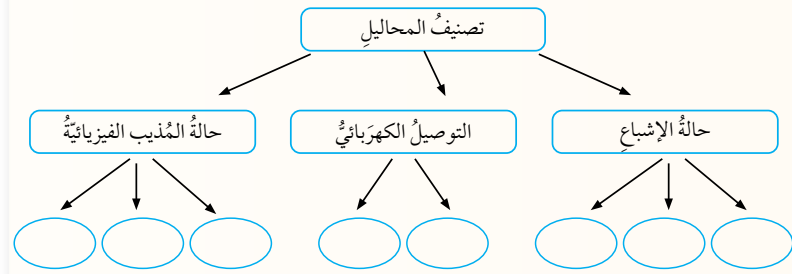 تصنيفُ المحاليلِ
حالةُ الإشباعِ
التوصيلُ الكهرَبائيُّ
حالةُ المُذيب الفيزيائيّةُ